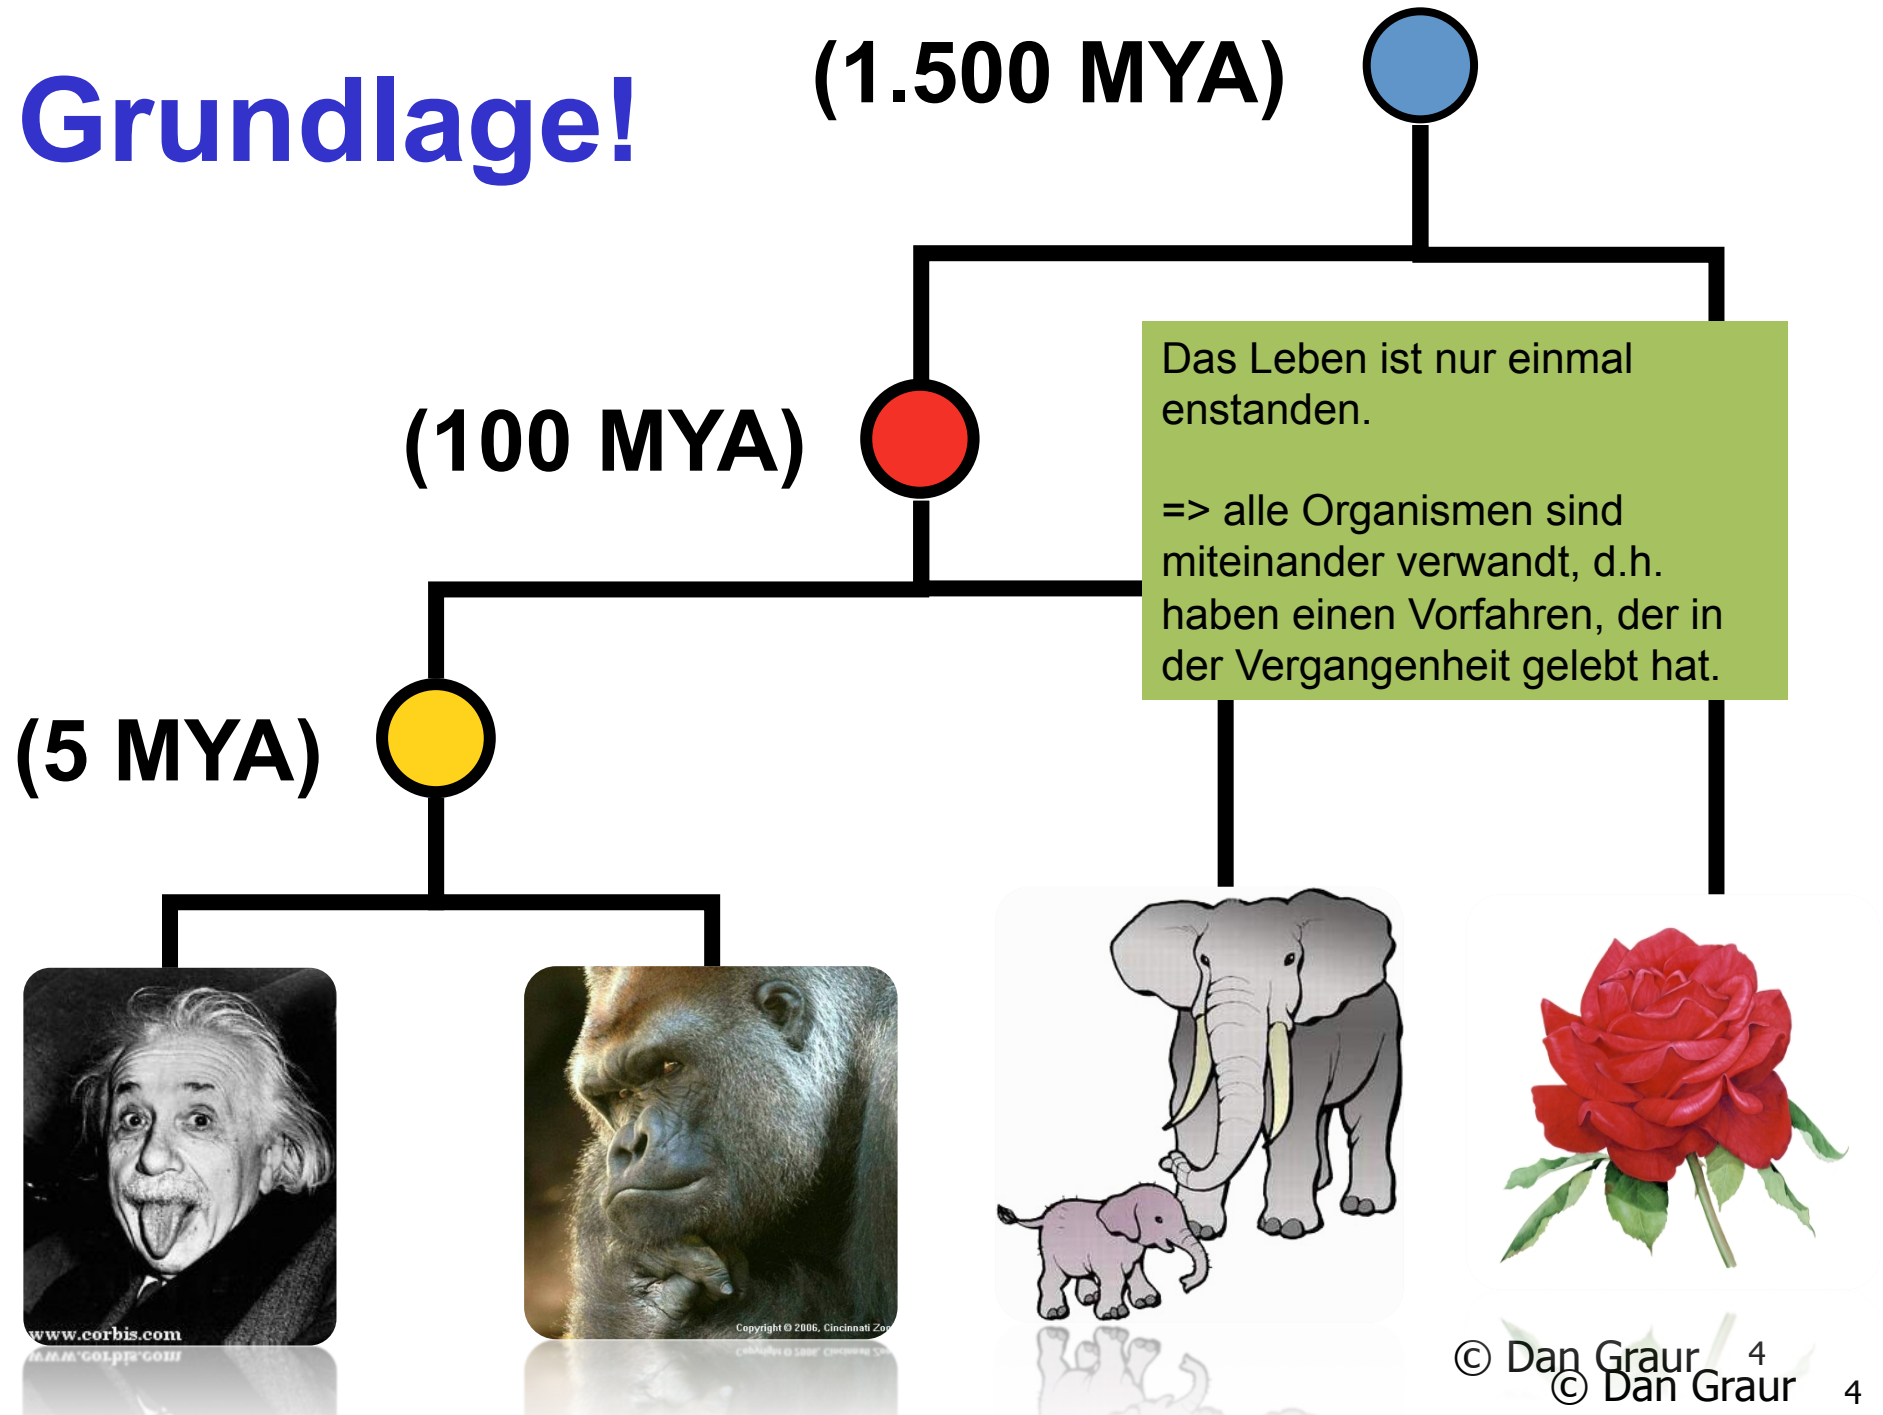 (1.500 MYA)
Grundlage!
Das Leben ist nur einmal
enstanden.
=> alle Organismen sind
miteinander verwandt, d.h.
haben einen Vorfahren, der in
der Vergangenheit gelebt hat.
(100 MYA)
(5 MYA)
www.corbis.com
Copyright © 2006, Cincinnati Zoo
© Dan Graur 4
© Dan Graur 4